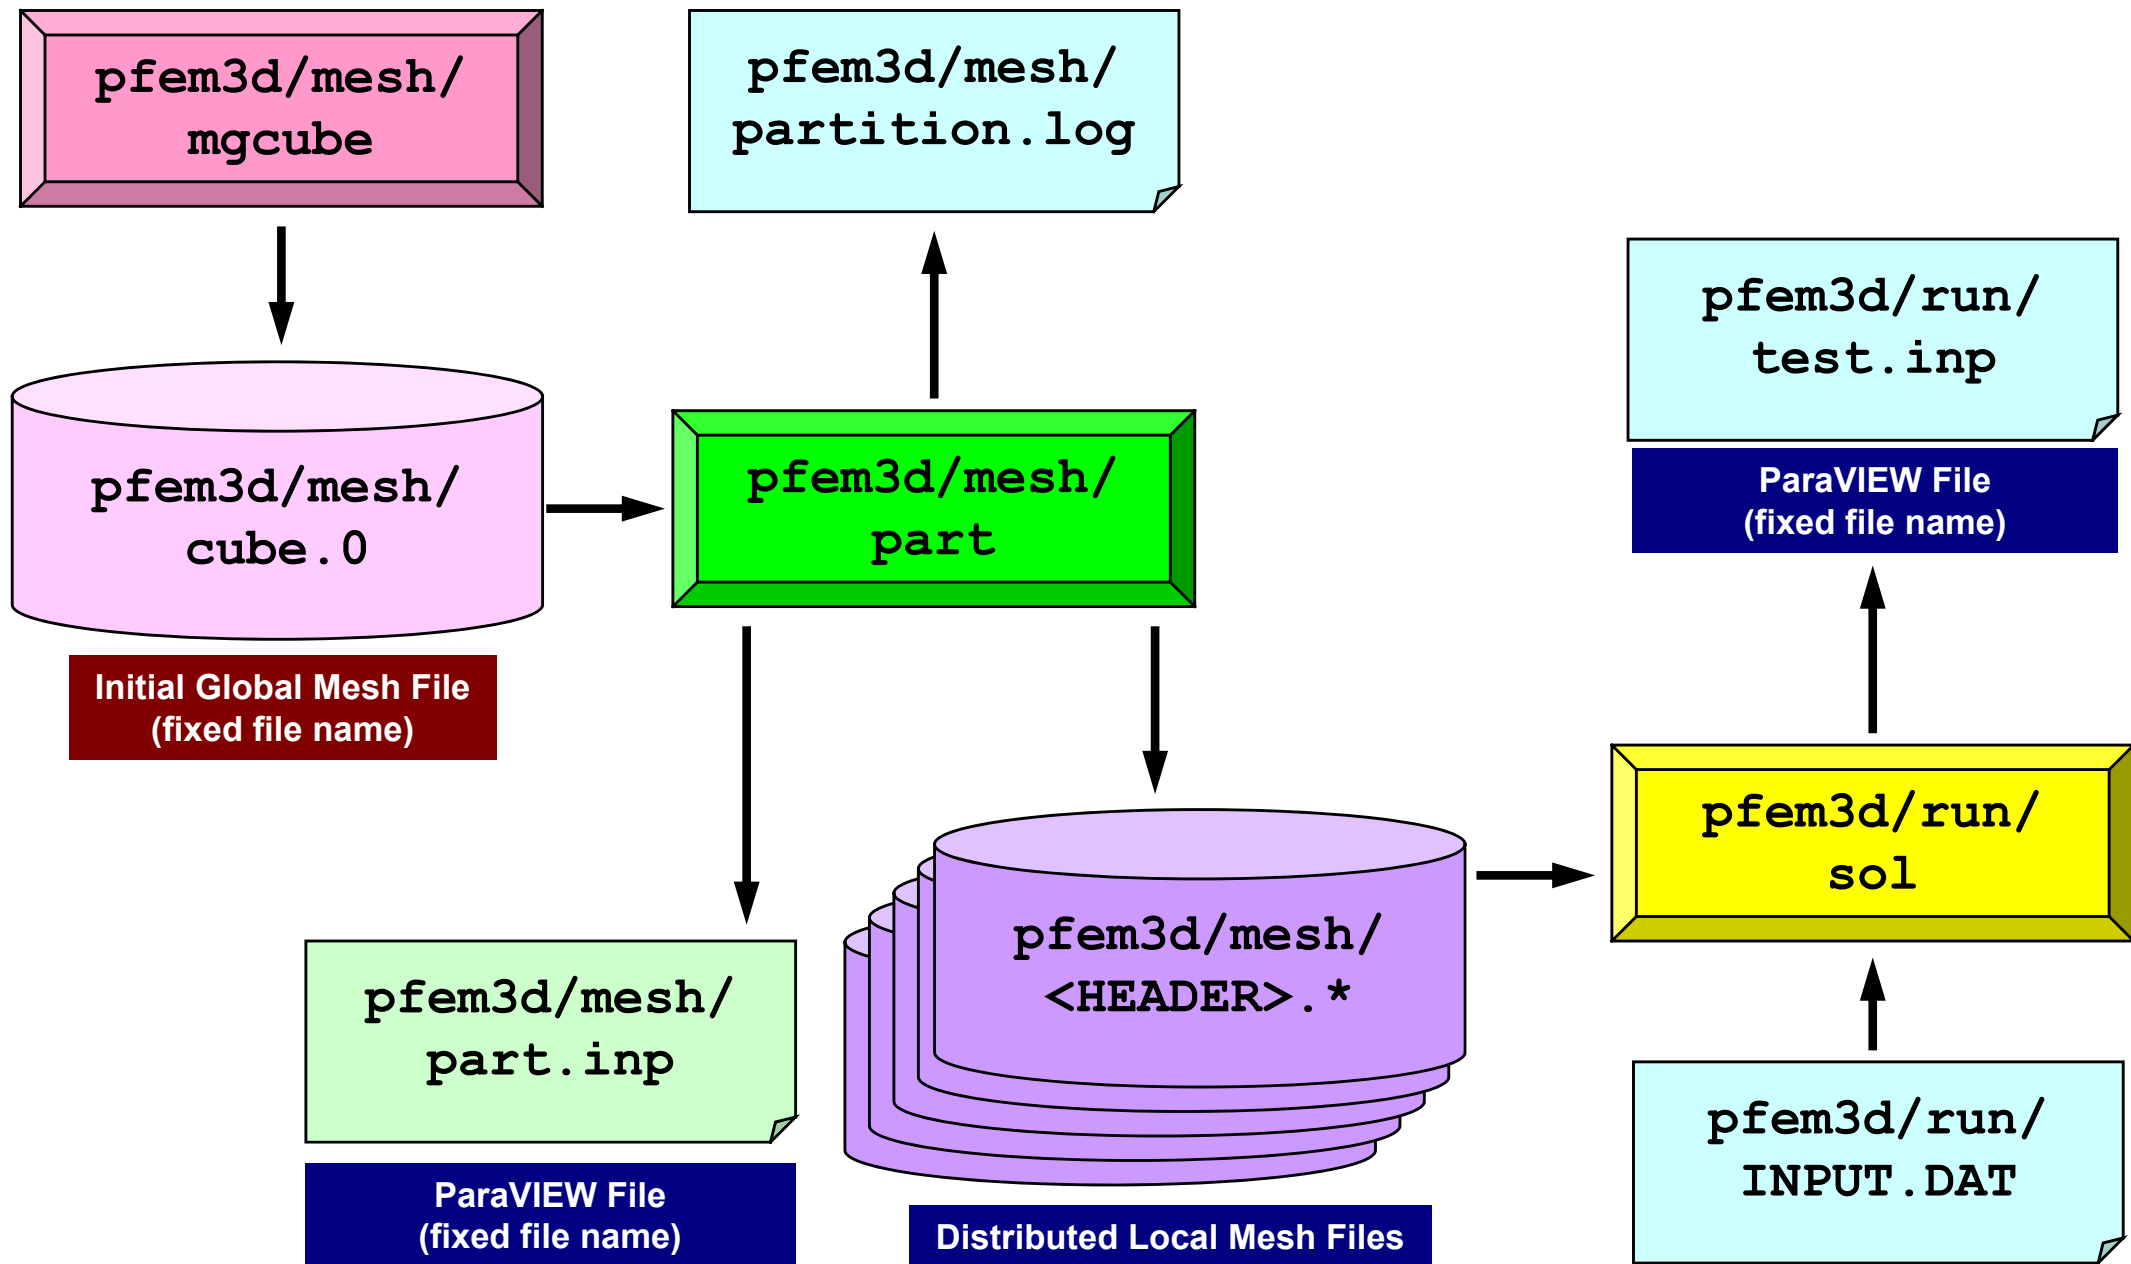 pfem3d/mesh/
mgcube
pfem3d/mesh/
partition.log
pfem3d/run/
test.inp
ParaVIEW File
(fixed file name)
pfem3d/mesh/
cube.0
Initial Global Mesh File
(fixed file name)
pfem3d/mesh/
part
pfem3d/run/
sol
pfem3d/mesh/
<HEADER>.*
Distributed Local Mesh Files
pfem3d/mesh/
part.inp
ParaVIEW File
(fixed file name)
pfem3d/run/
INPUT.DAT